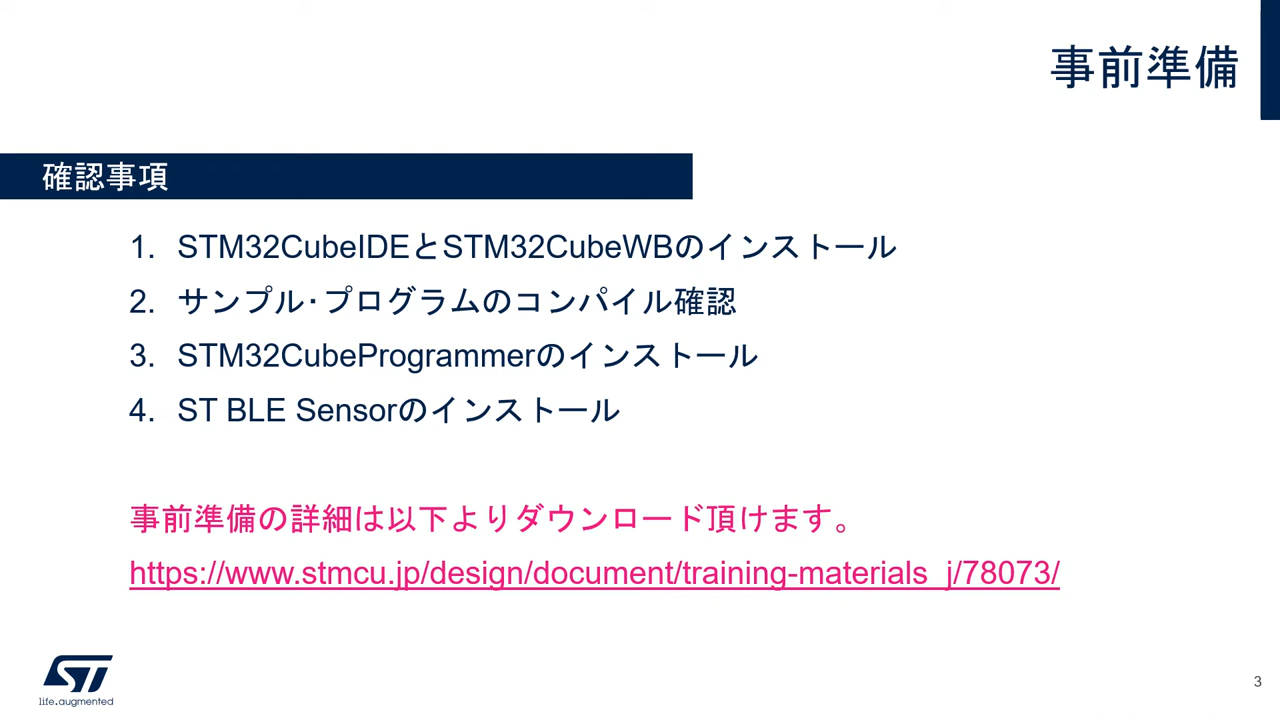 事前準備
確認事項
1. STM32CubeIDEとSTM32CubeWBのインストール
2. サンプル･プログラムのコンパイル確認
3. STM32CubeProgrammerのインストール
4. ST BLE Sensorのインストール
事前準備の詳細は以下よりダウンロード頂けます。
https://www.stmcu.jp/design/document/training-materials_j/78073/
ST
life.augmented
3